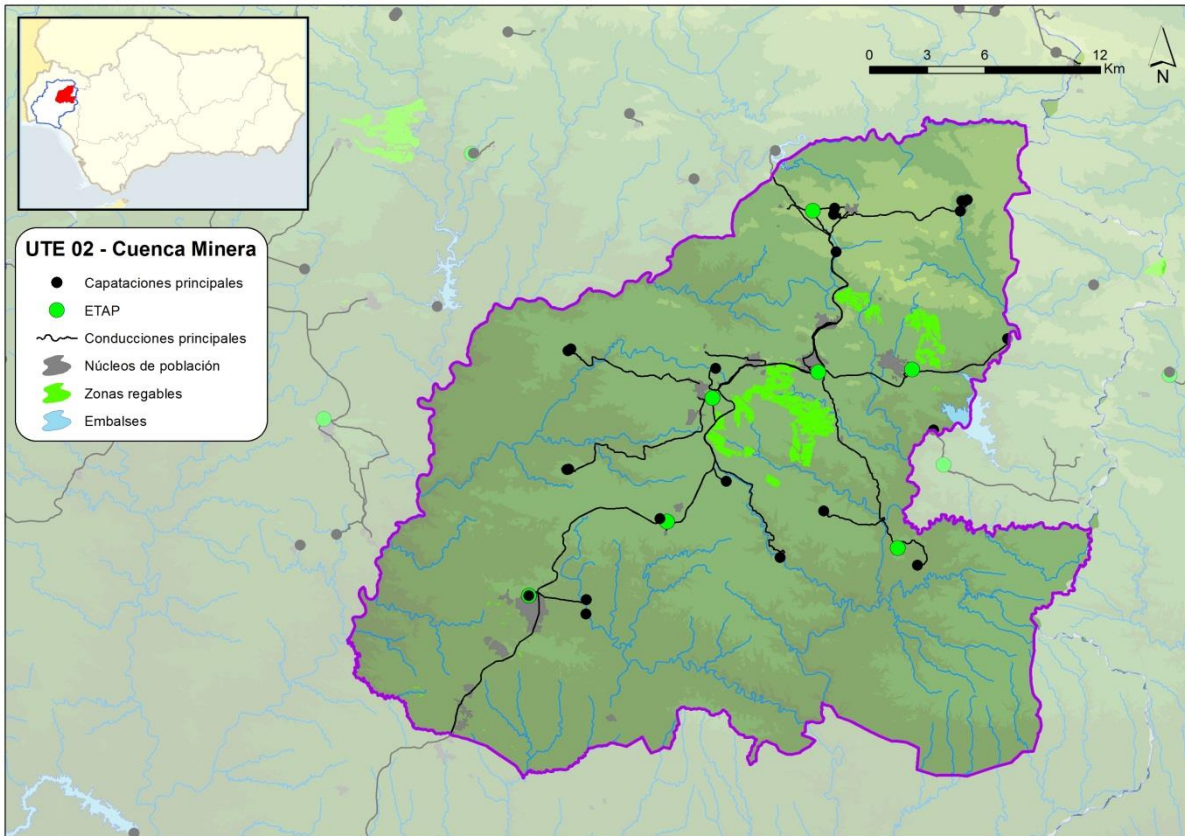 0 3 6 12
Km
N
UTE 02 - Cuenca Minera
Capataciones principales
ETAP
Conducciones principales
Núcleos de población
Zonas regables
Embalses